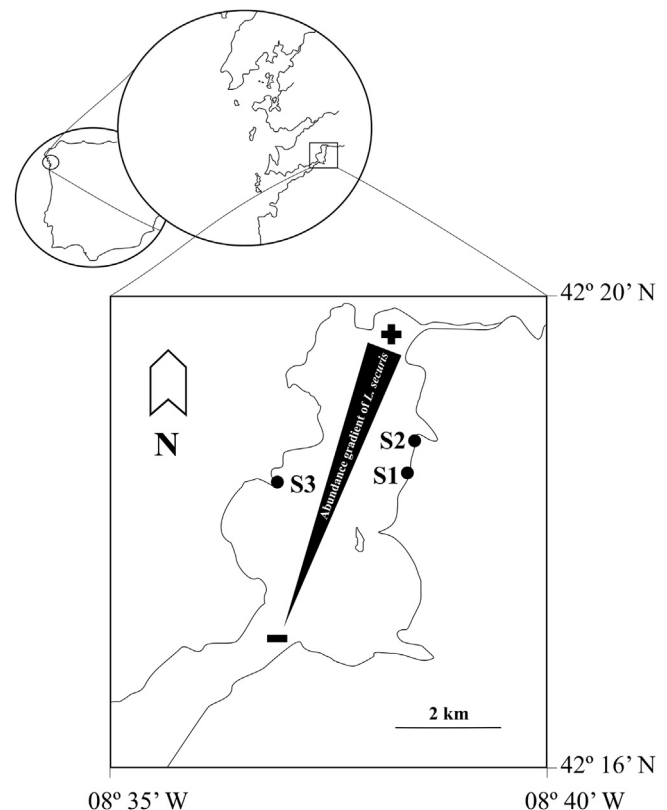 42º 20' N
+
Abundance gradient of L. securis
N
S2
S1
S3
2 km
42º 16' N
08º 35' W
08º 40' W